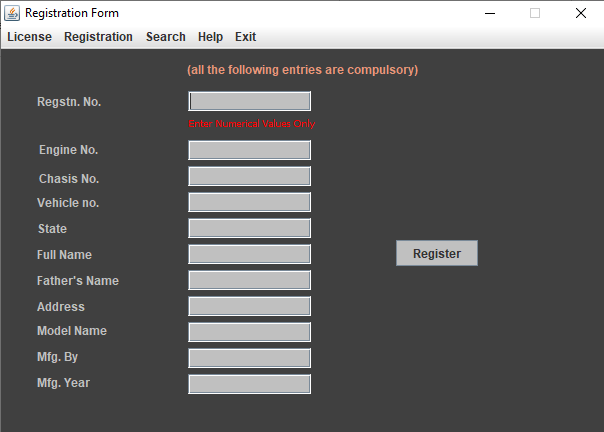 Registration Form
License Registration Search Help Exit
(all the following entries are compulsory)
Regstn. No.
Enter Numerical Values Only
Engine No.
Chasis No.
Vehicle no.
State
Full Name
Register
Father's Name
Address
Model Name
Mfg. By
Mfg. Year